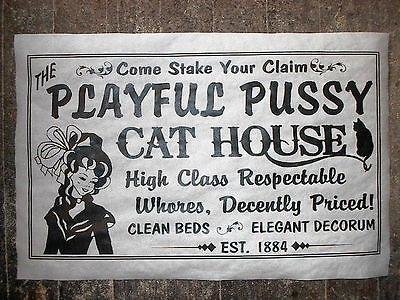 Come Stake Your Claim
THE
PLAYFUL PUSSY
CAT HOUSE
High Class Respectable
Whores, Decently Priced!
CLEAN BEDS ELEGANT DECORUM
EST. 1884